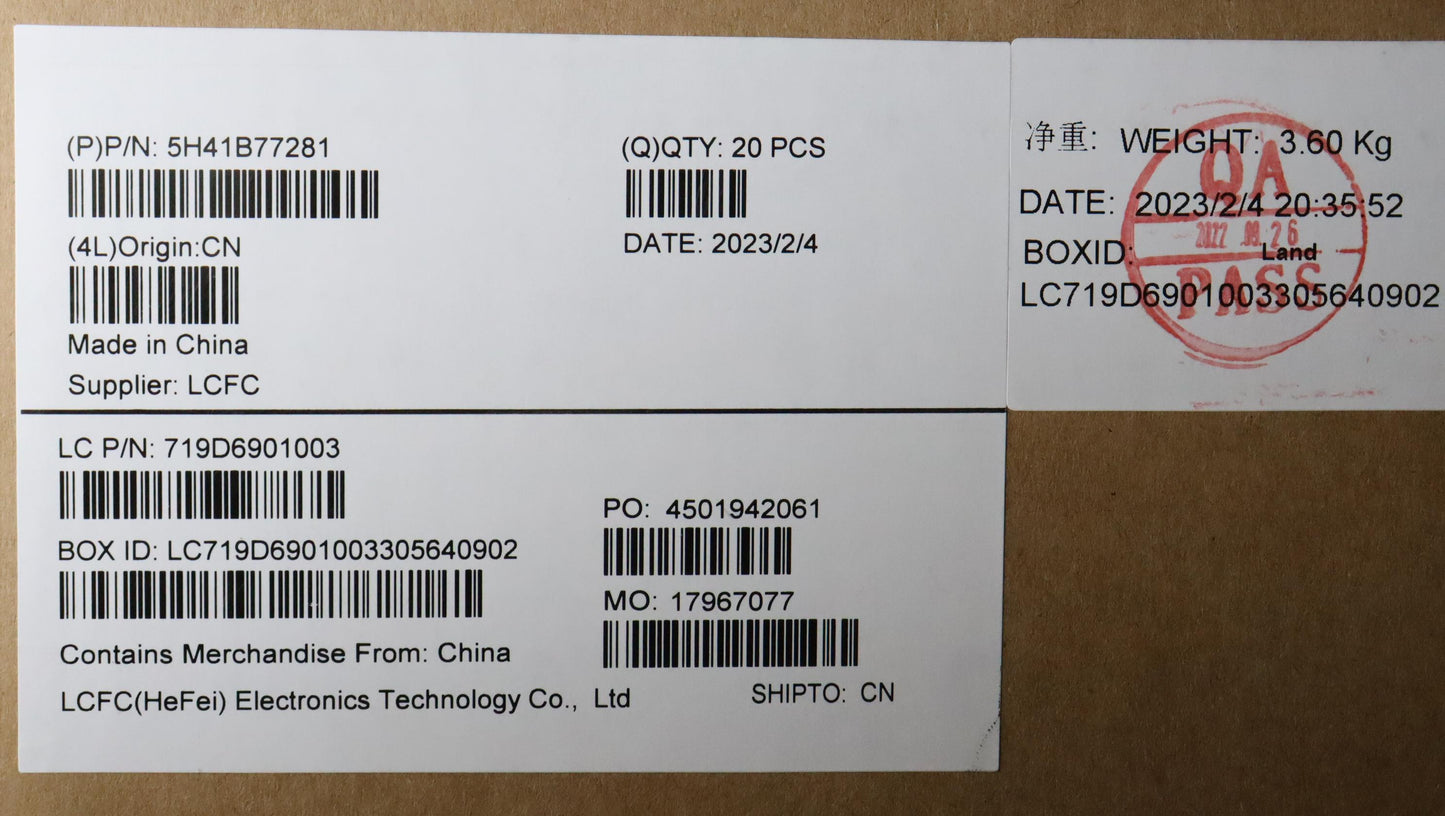 (P)P/N: 5H41B77281
(Q)QTY: 20 PCS
(4L)Origin:CN
DATE: 2023/2/4
Made in China
Supplier: LCFC
LC P/N: 719D6901003
BOX ID: LC719D6901003305640902
PO: 4501942061
MO: 17967077
Contains Merchandise From: China
LCFC(HeFei) Electronics Technology Co., Ltd
SHIPTO: CN
净重: WEIGHT: 3.60 Kg
DATE: 2023/2/4 20:35:52
BOXID: Land
LC719D6901003305640902
QA
PASS